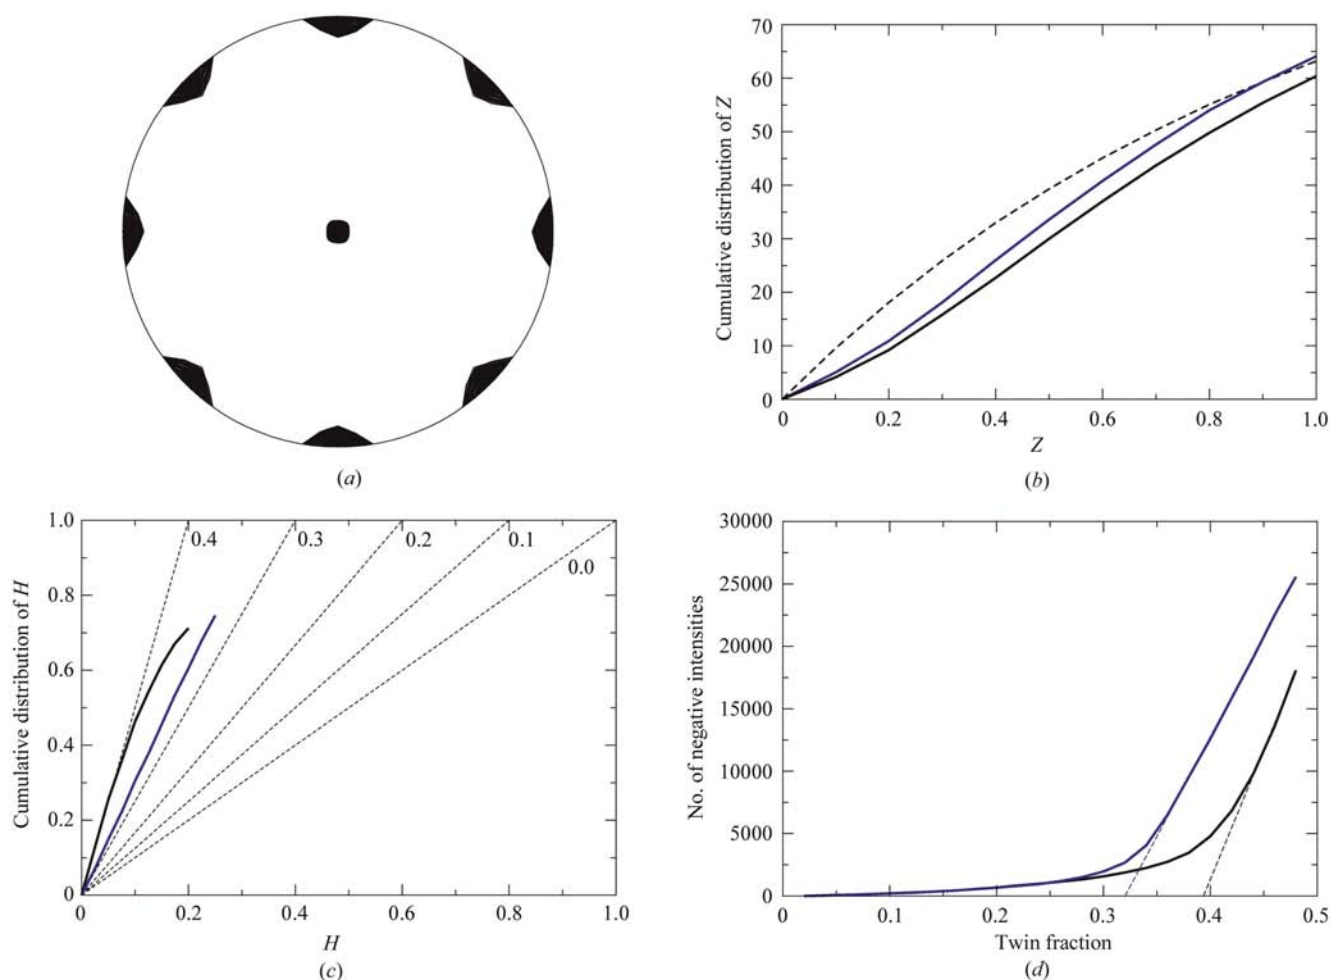 (a)
70
60
50
40
30
20
10
0
Cumulative distribution of Z
0 0.2 0.4 0.6 0.8 1.0
Z
(b)
1.0
0.8
0.6
0.4
0.2
0
Cumulative distribution of H
0.4 0.3 0.2 0.1
0.0
0 0.2 0.4 0.6 0.8 1.0
H
(c)
30000
25000
20000
15000
10000
5000
0
No. of negative intensities
0 0.1 0.2 0.3 0.4 0.5
Twin fraction
(d)